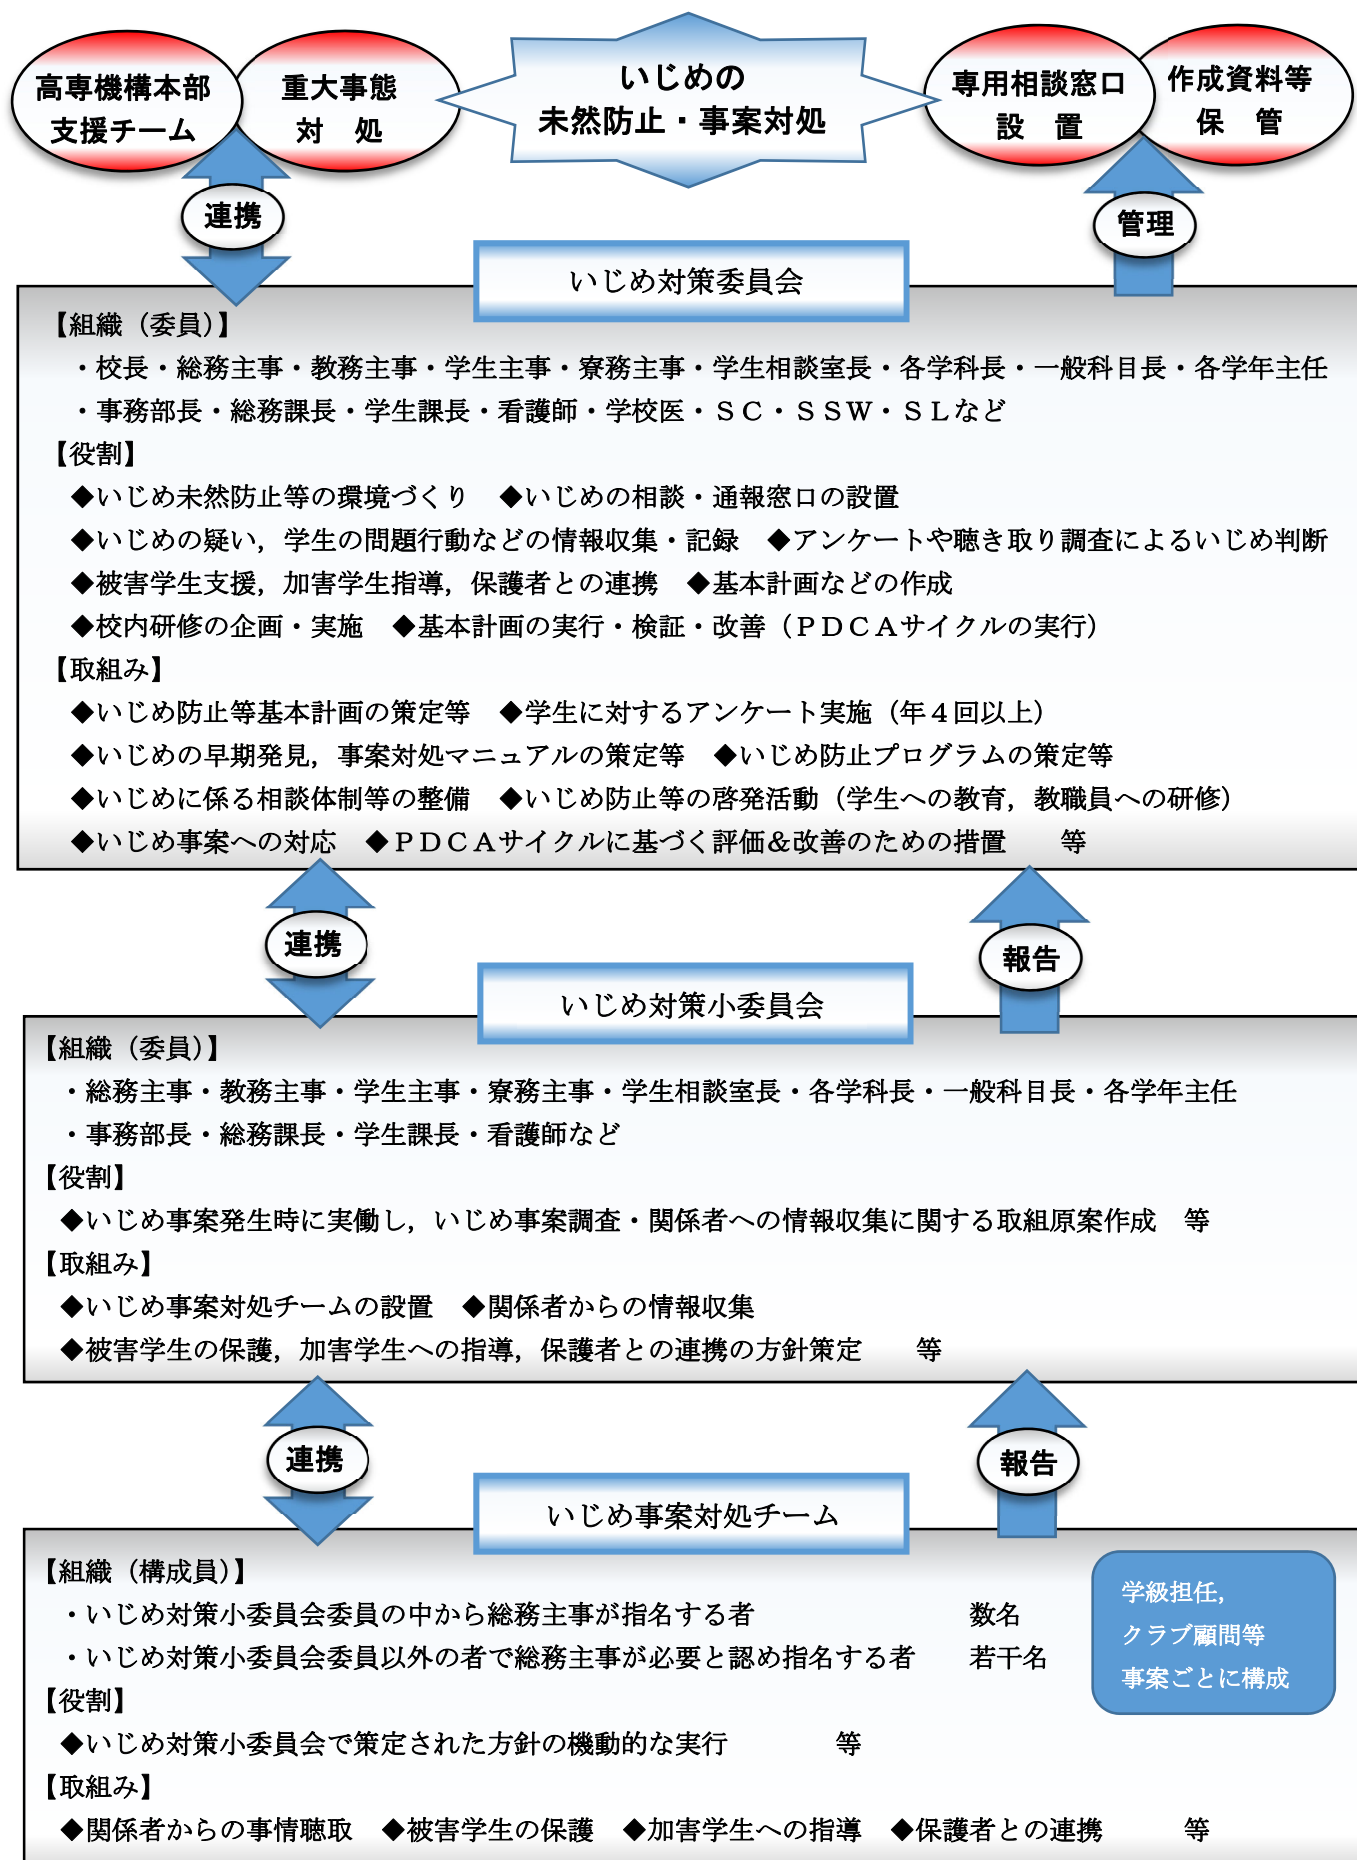 高専機構本部
支援チーム
重大事態
対　処
いじめの
未然防止・事案対処
専用相談窓口
設　置
作成資料等
保　管
連携
管理
いじめ対策委員会
【組織（委員）】
・校長・総務主事・教務主事・学生主事・寮務主事・学生相談室長・各学科長・一般科目長・各学年主任
・事務部長・総務課長・学生課長・看護師・学校医・ＳＣ・ＳＳＷ・ＳＬなど
【役割】
◆いじめ未然防止等の環境づくり　◆いじめの相談・通報窓口の設置
◆いじめの疑い，学生の問題行動などの情報収集・記録　◆アンケートや聴き取り調査によるいじめ判断
◆被害学生支援，加害学生指導，保護者との連携　◆基本計画などの作成
◆校内研修の企画・実施　◆基本計画の実行・検証・改善（ＰＤＣＡサイクルの実行）
【取組み】
◆いじめ防止等基本計画の策定等　◆学生に対するアンケート実施（年４回以上）
◆いじめの早期発見，事案対処マニュアルの策定等　◆いじめ防止プログラムの策定等
◆いじめに係る相談体制等の整備　◆いじめ防止等の啓発活動（学生への教育，教職員への研修）
◆いじめ事案への対応　◆ＰＤＣＡサイクルに基づく評価&改善のための措置　　等
連携
報告
いじめ対策小委員会
【組織（委員）】
・総務主事・教務主事・学生主事・寮務主事・学生相談室長・各学科長・一般科目長・各学年主任
・事務部長・総務課長・学生課長・看護師など
【役割】
◆いじめ事案発生時に実働し，いじめ事案調査・関係者への情報収集に関する取組原案作成　等
【取組み】
◆いじめ事案対処チームの設置　◆関係者からの情報収集
◆被害学生の保護，加害学生への指導，保護者との連携の方針策定　　等
連携
報告
いじめ事案対処チーム
【組織（構成員）】
・いじめ対策小委員会委員の中から総務主事が指名する者　　　　　　　　数名
・いじめ対策小委員会委員以外の者で総務主事が必要と認め指名する者　　若干名
学級担任，
クラブ顧問等
事案ごとに構成
【役割】
◆いじめ対策小委員会で策定された方針の機動的な実行　　　　等
【取組み】
◆関係者からの事情聴取　◆被害学生の保護　◆加害学生への指導　◆保護者との連携　　　等